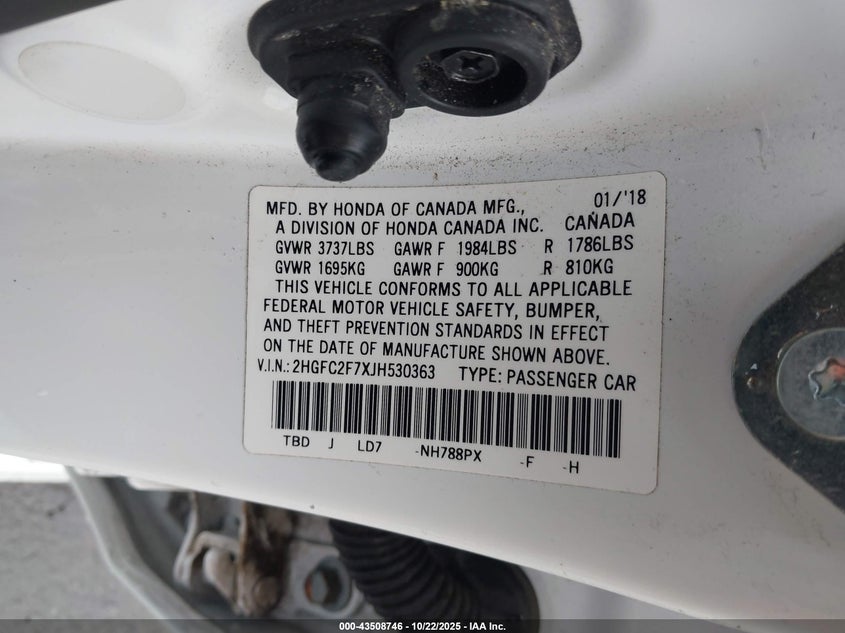 MFD. BY HONDA OF CANADA MFG., 01/'18
A DIVISION OF HONDA CANADA INC. CANADA
GVWR 3737LBS GAWR F 1984LBS R 1786LBS
GVWR 1695KG GAWR F 900KG R 810KG
THIS VEHICLE CONFORMS TO ALL APPLICABLE
FEDERAL MOTOR VEHICLE SAFETY, BUMPER,
AND THEFT PREVENTION STANDARDS IN EFFECT
ON THE DATE OF MANUFACTURE SHOWN ABOVE.
V.I.N.: 2HGFC2F7XJH530363 TYPE: PASSENGER CAR
TBD J LD7 -NH788PX -F -H
000-43508746 - 10/22/2025 - IAA Inc.